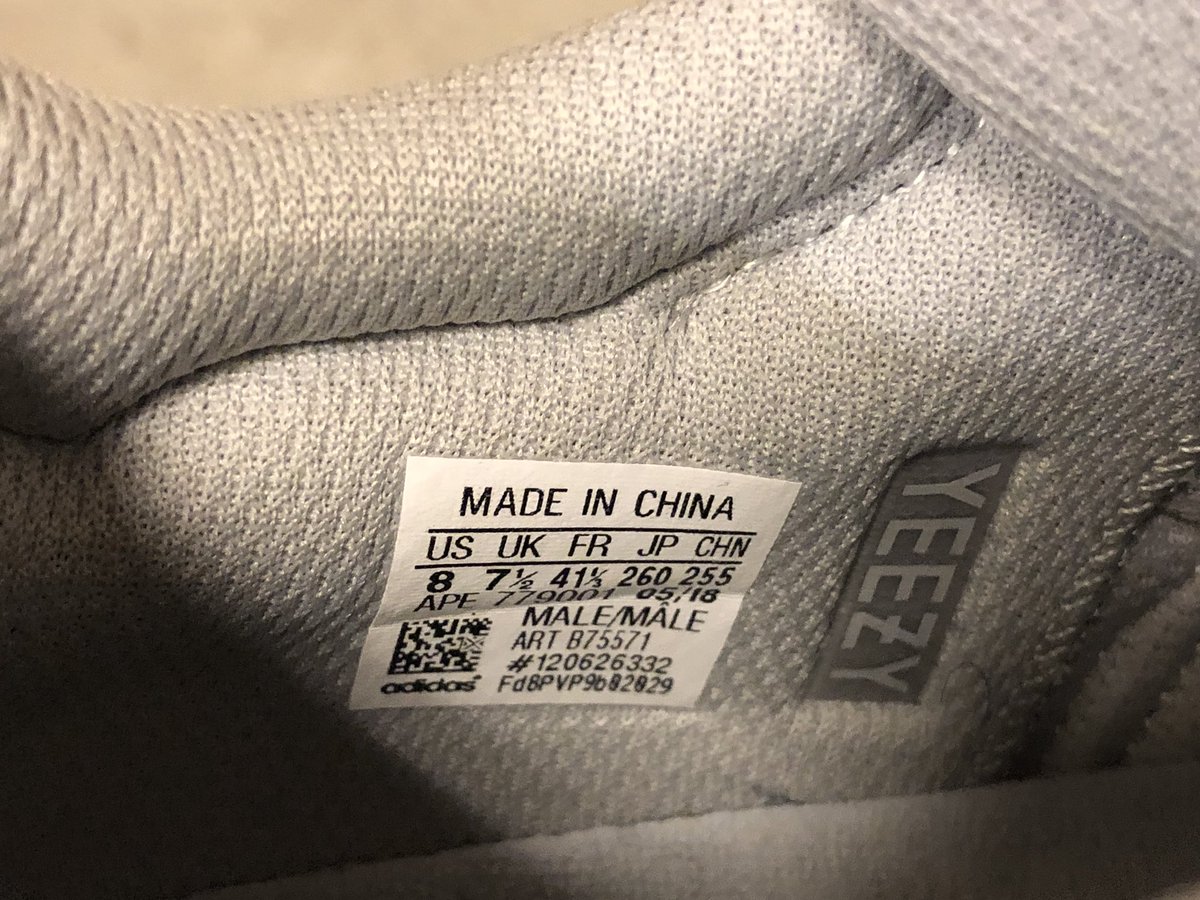 MADE IN CHINA
US UK FR JP CHN
8 7½ 41⅓ 260 255
APE 779001 05/18
MALE/MÂLE
ART B75571
#120626332
adidas
YEEZY